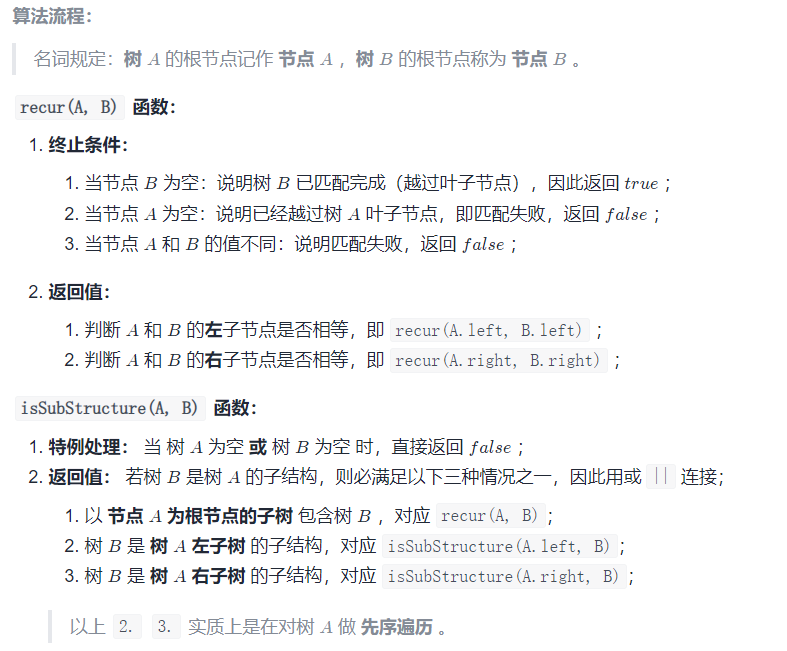 算法流程：
名词规定：树 A 的根节点记作 节点 A ，树 B 的根节点称为 节点 B 。
recur(A, B) 函数：
1. 终止条件：
1. 当节点 B 为空：说明树 B 已匹配完成（越过叶子节点），因此返回 true ；
2. 当节点 A 为空：说明已经越过树 A 叶子节点，即匹配失败，返回 false ；
3. 当节点 A 和 B 的值不同：说明匹配失败，返回 false ；
2. 返回值：
1. 判断 A 和 B 的左子节点是否相等，即 recur(A.left, B.left) ；
2. 判断 A 和 B 的右子节点是否相等，即 recur(A.right, B.right) ；
isSubStructure(A, B) 函数：
1. 特例处理： 当 树 A 为空 或 树 B 为空 时，直接返回 false ；
2. 返回值： 若树 B 是树 A 的子结构，则必满足以下三种情况之一，因此用或 || 连接；
1. 以 节点 A 为根节点的子树 包含树 B ，对应 recur(A, B)；
2. 树 B 是 树 A 左子树 的子结构，对应 isSubStructure(A.left, B)；
3. 树 B 是 树 A 右子树 的子结构，对应 isSubStructure(A.right, B)；
以上 2. 3. 实质上是在对树 A 做 先序遍历 。